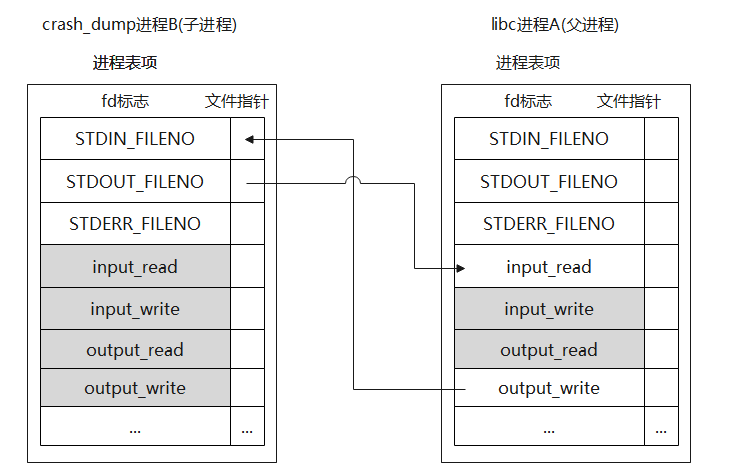 crash_dump进程B(子进程)
进程表项
fd标志 文件指针
STDIN_FILENO
STDOUT_FILENO
STDERR_FILENO
input_read
input_write
output_read
output_write
... ...
libc进程A(父进程)
进程表项
fd标志 文件指针
STDIN_FILENO
STDOUT_FILENO
STDERR_FILENO
input_read
input_write
output_read
output_write
... ...